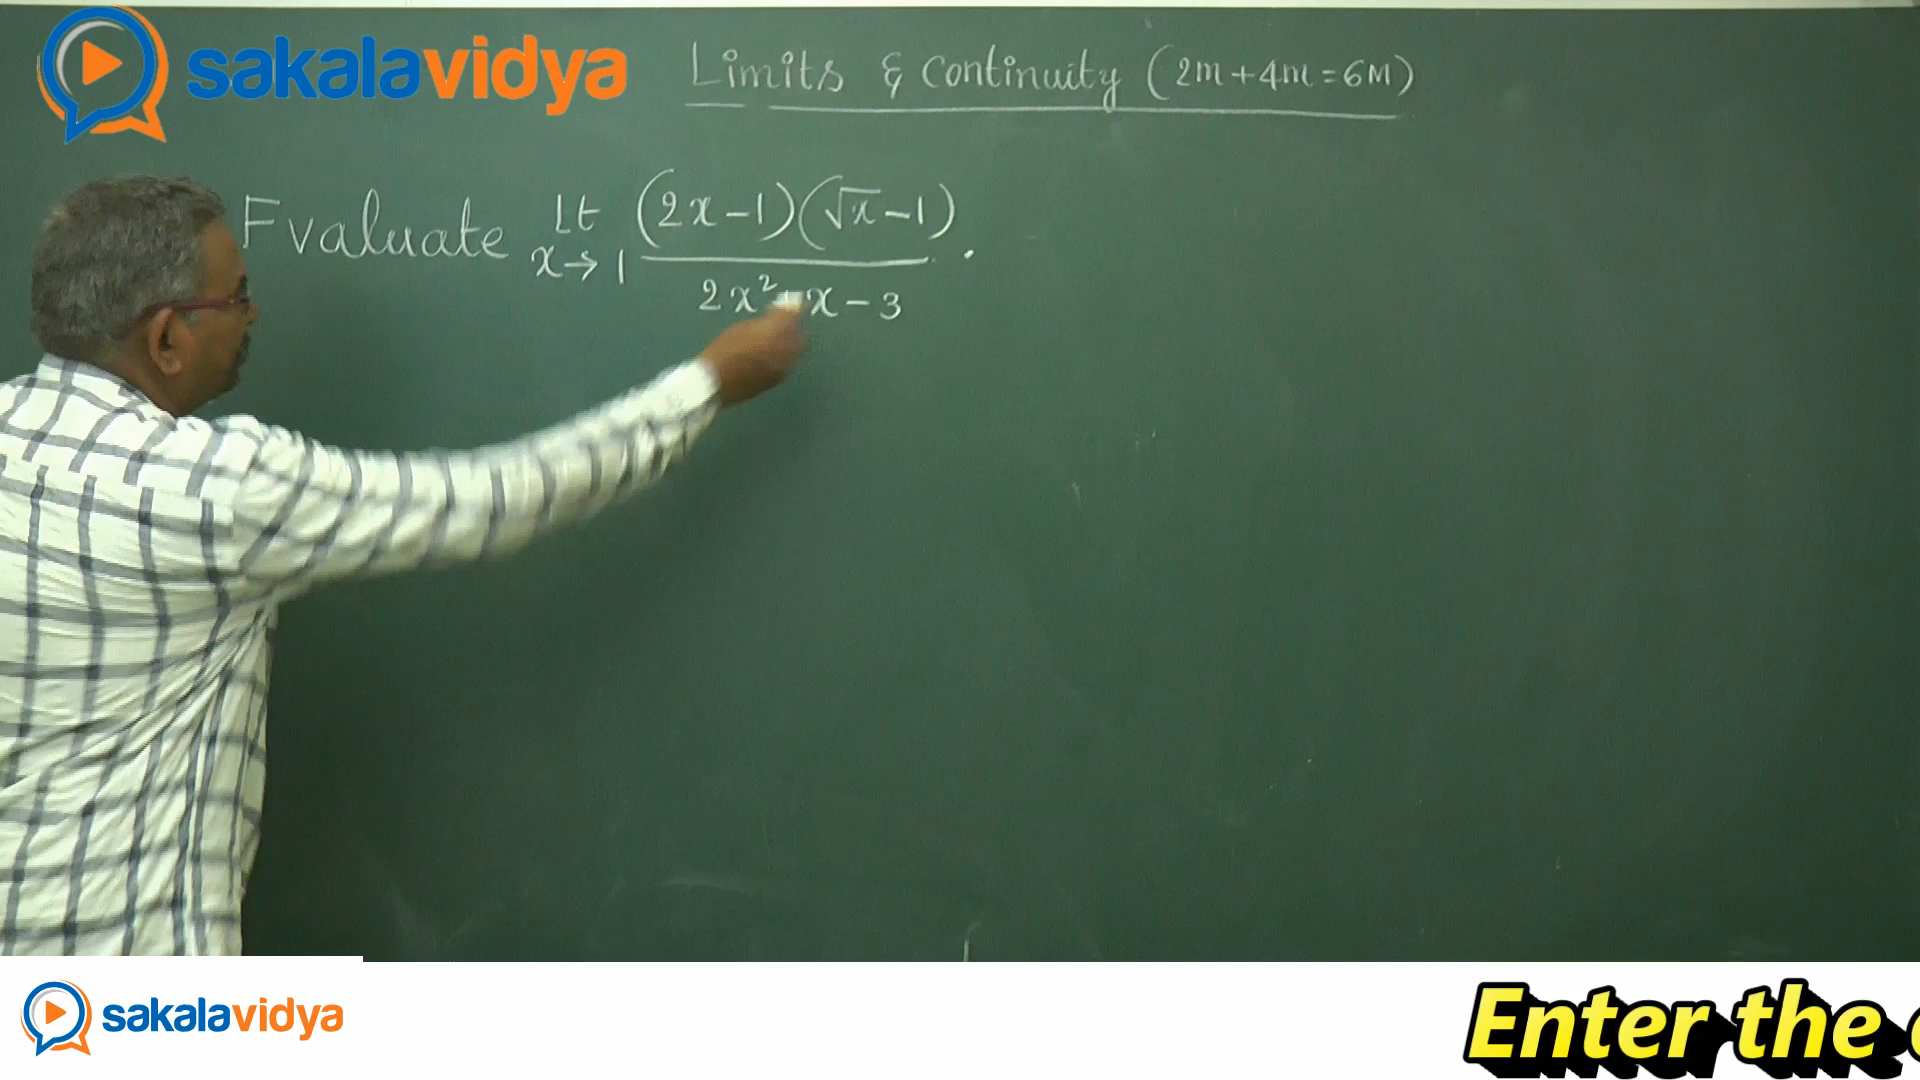 sakalavidya
Limits & Continuity (2m+4m=6M)
Evaluate Lt x→1 (2x-1)(√x-1)
2x²+x-3 .
sakalavidya
Enter the